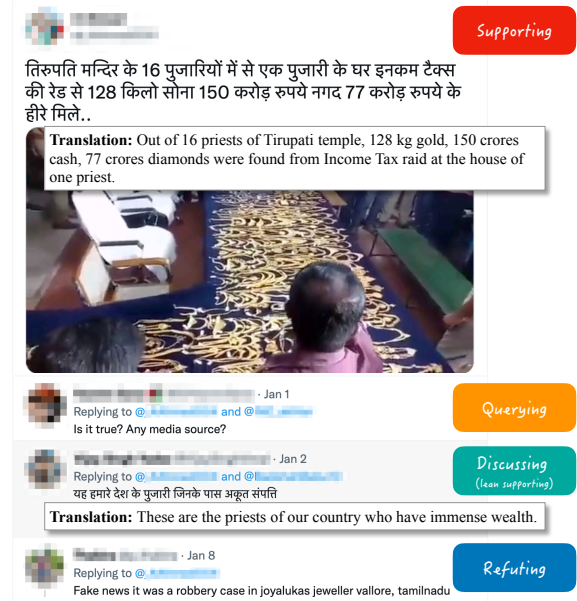 Supporting
तिरुपति मन्दिर के 16 पुजारियों में से एक पुजारी के घर इनकम टैक्स
की रेड से 128 किलो सोना 150 करोड़ रुपये नगद 77 करोड़ रुपये के
हीरे मिले..
Translation: Out of 16 priests of Tirupati temple, 128 kg gold, 150 crores
cash, 77 crores diamonds were found from Income Tax raid at the house of
one priest.
· Jan 1
Replying to @ and @
Querying
Is it true? Any media source?
· Jan 2
Discussing
Replying to @ and @
(lean supporting)
यह हमारे देश के पुजारी जिनके पास अकूत संपत्ति
Translation: These are the priests of our country who have immense wealth.
· Jan 8
Replying to @
Refuting
Fake news it was a robbery case in joyalukas jeweller vallore, tamilnadu